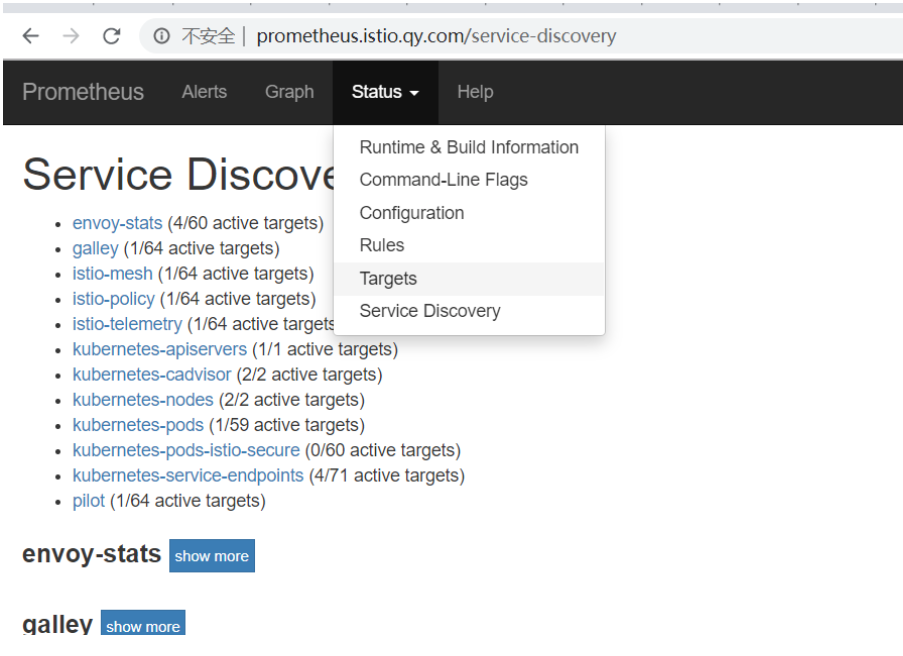 不安全 | prometheus.istio.qy.com/service-discovery
Prometheus Alerts Graph Status Help
Runtime & Build Information
Command-Line Flags
Configuration
Rules
Targets
Service Discovery
Service Discove
envoy-stats (4/60 active targets)
galley (1/64 active targets)
istio-mesh (1/64 active targets)
istio-policy (1/64 active targets)
istio-telemetry (1/64 active targets
kubernetes-apiservers (1/1 active targets)
kubernetes-cadvisor (2/2 active targets)
kubernetes-nodes (2/2 active targets)
kubernetes-pods (1/59 active targets)
kubernetes-pods-istio-secure (0/60 active targets)
kubernetes-service-endpoints (4/71 active targets)
pilot (1/64 active targets)
envoy-stats show more
galley show more